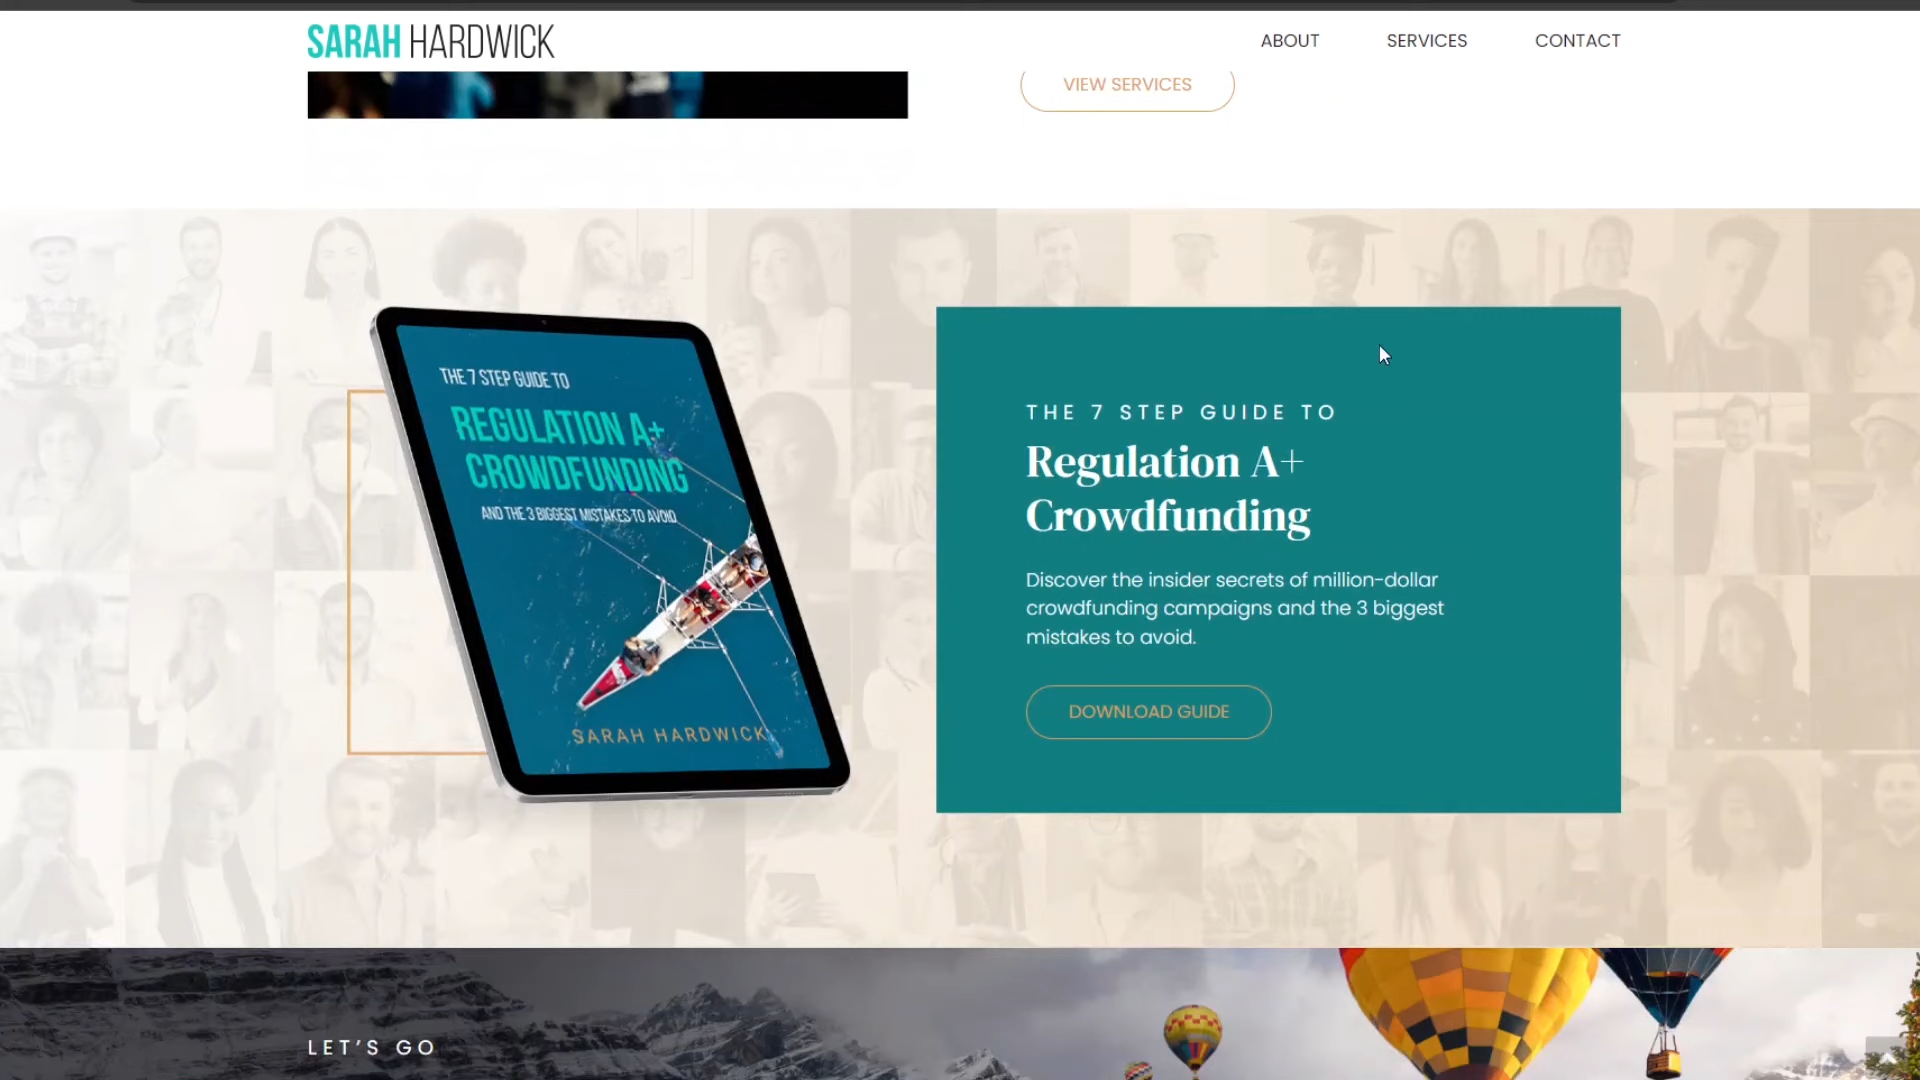 SARAH HARDWICK
ABOUT
SERVICES
CONTACT
VIEW SERVICES
THE 7 STEP GUIDE TO
REGULATION A+
CROWDFUNDING
AND THE 3 BIGGEST MISTAKES TO AVOID
SARAH HARDWICK
THE 7 STEP GUIDE TO
Regulation A+
Crowdfunding
Discover the insider secrets of million-dollar
crowdfunding campaigns and the 3 biggest
mistakes to avoid.
DOWNLOAD GUIDE
LET’S GO